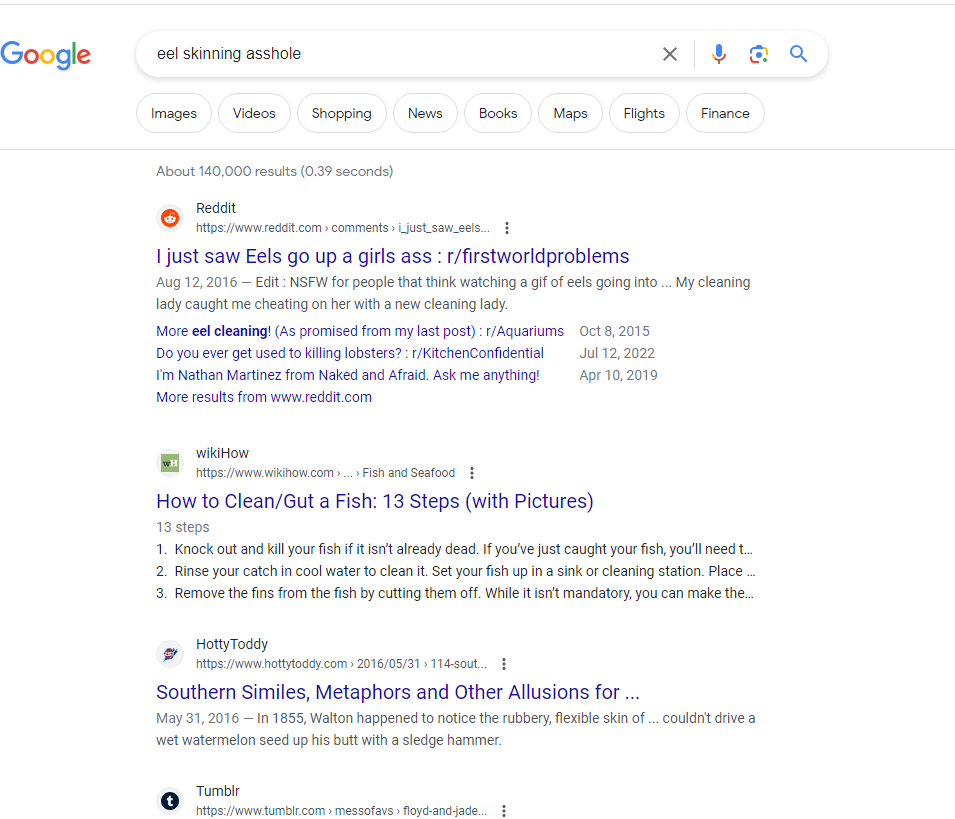 Google
eel skinning asshole
Images Videos Shopping News Books Maps Flights Finance
About 140,000 results (0.39 seconds)
Reddit
https://www.reddit.com › comments › i_just_saw_eels...
I just saw Eels go up a girls ass : r/firstworldproblems
Aug 12, 2016 — Edit : NSFW for people that think watching a gif of eels going into ... My cleaning
lady caught me cheating on her with a new cleaning lady.
More eel cleaning! (As promised from my last post) : r/Aquariums Oct 8, 2015
Do you ever get used to killing lobsters? : r/KitchenConfidential Jul 12, 2022
I'm Nathan Martinez from Naked and Afraid. Ask me anything! Apr 10, 2019
More results from www.reddit.com
wikiHow
wH
https://www.wikihow.com › ... › Fish and Seafood
How to Clean/Gut a Fish: 13 Steps (with Pictures)
13 steps
1. Knock out and kill your fish if it isn’t already dead. If you’ve just caught your fish, you’ll need t...
2. Rinse your catch in cool water to clean it. Set your fish up in a sink or cleaning station. Place ...
3. Remove the fins from the fish by cutting them off. While it isn’t mandatory, you can make the...
HottyToddy
https://www.hottytoddy.com › 2016/05/31 › 114-sout...
Southern Similes, Metaphors and Other Allusions for ...
May 31, 2016 — In 1855, Walton happened to notice the rubbery, flexible skin of ... couldn't drive a
wet watermelon seed up his butt with a sledge hammer.
Tumblr
t
https://www.tumblr.com › messofavs › floyd-and-jade...